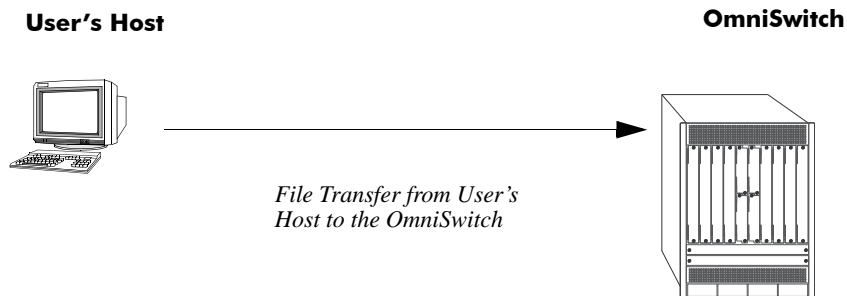 User's Host
OmniSwitch
File Transfer from User's
Host to the OmniSwitch